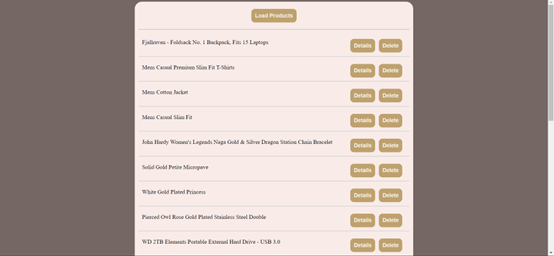 Load Products
Fjallraven - Foldsack No. 1 Backpack, Fits 15 Laptops
Details Delete
Mens Casual Premium Slim Fit T-Shirts
Details Delete
Mens Cotton Jacket
Details Delete
Mens Casual Slim Fit
Details Delete
John Hardy Women's Legends Naga Gold & Silver Dragon Station Chain Bracelet
Details Delete
Solid Gold Petite Micropave
Details Delete
White Gold Plated Princess
Details Delete
Pierced Owl Rose Gold Plated Stainless Steel Double
Details Delete
WD 2TB Elements Portable External Hard Drive - USB 3.0
Details Delete